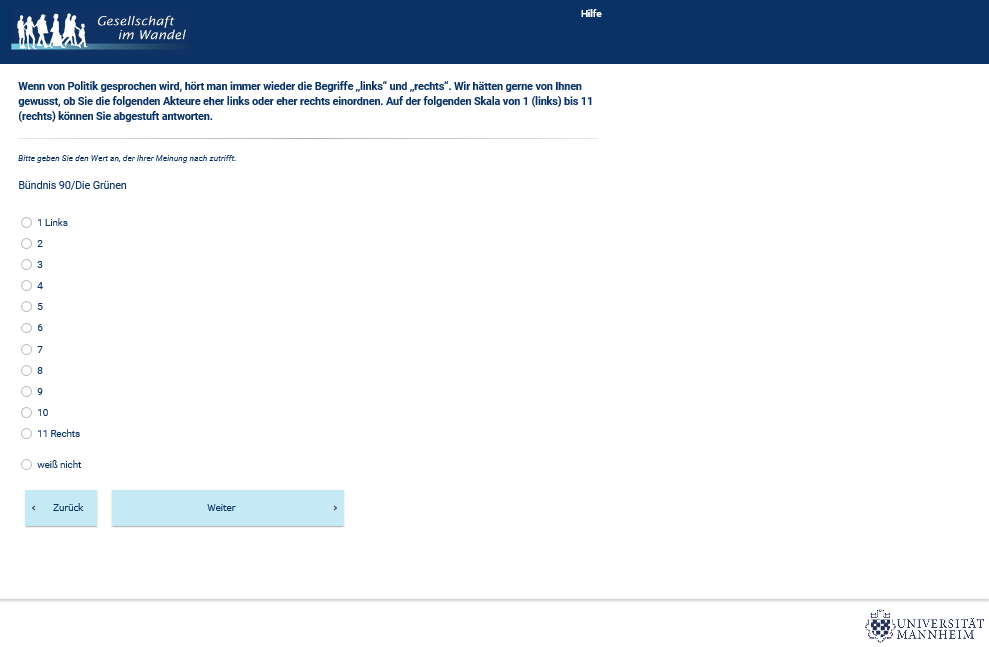 Gesellschaft
im Wandel
Hilfe
Wenn von Politik gesprochen wird, hört man immer wieder die Begriffe „links“ und „rechts“. Wir hätten gerne von Ihnen
gewusst, ob Sie die folgenden Akteure eher links oder eher rechts einordnen. Auf der folgenden Skala von 1 (links) bis 11
(rechts) können Sie abgestuft antworten.
Bitte geben Sie den Wert an, der Ihrer Meinung nach zutrifft.
Bündnis 90/Die Grünen
1 Links
2
3
4
5
6
7
8
9
10
11 Rechts
weiß nicht
‹ Zurück
Weiter ›
UNIVERSITÄT
MANNHEIM